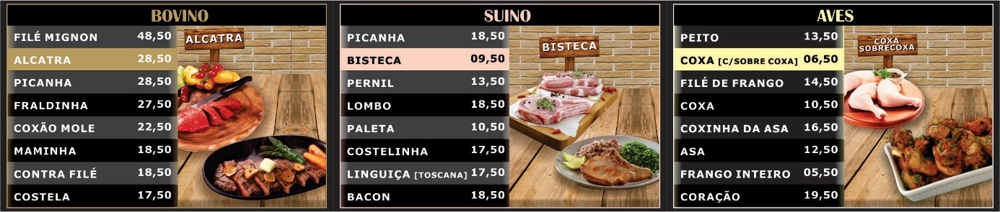 BOVINO
FILÉ MIGNON 48,50
ALCATRA 28,50
PICANHA 28,50
FRALDINHA 27,50
COXÃO MOLE 22,50
MAMINHA 18,50
CONTRA FILÉ 18,50
COSTELA 17,50
ALCATRA
SUINO
PICANHA 18,50
BISTECA 09,50
PERNIL 13,50
LOMBO 18,50
PALETA 10,50
COSTELINHA 17,50
LINGUIÇA [TOSCANA] 17,50
BACON 18,50
BISTECA
AVES
PEITO 13,50
COXA [C/SOBRE COXA] 06,50
FILÉ DE FRANGO 14,50
COXA 10,50
COXINHA DA ASA 16,50
ASA 12,50
FRANGO INTEIRO 05,50
CORAÇÃO 19,50
COXA
SOBRECOXA